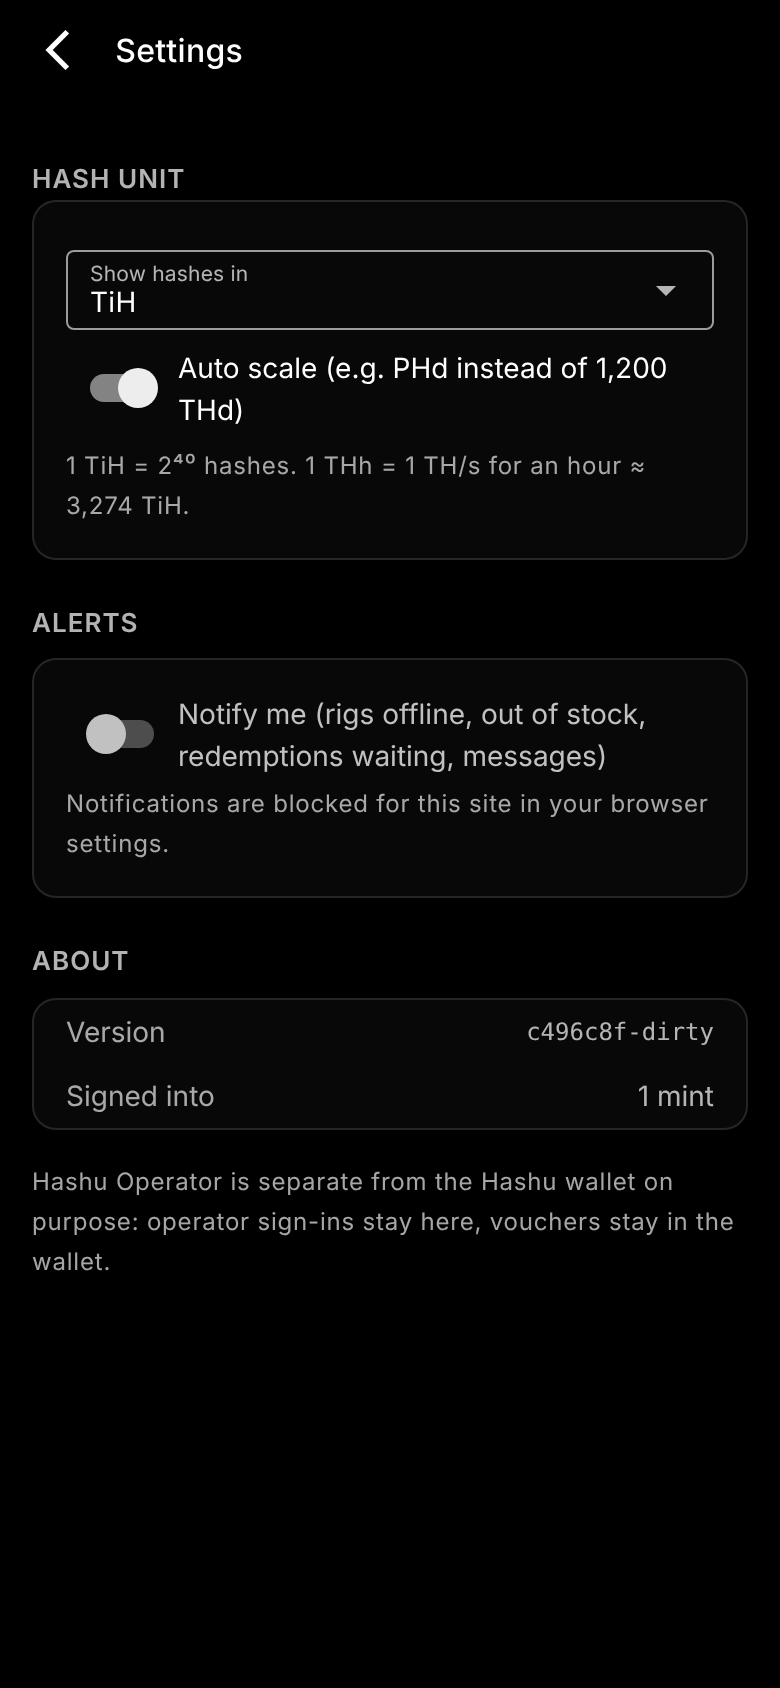 Settings
HASH UNIT
Show hashes in
TiH
Auto scale (e.g. PHd instead of 1,200
THd)
1 TiH = 2⁴⁰ hashes. 1 THh = 1 TH/s for an hour ≈
3,274 TiH.
ALERTS
Notify me (rigs offline, out of stock,
redemptions waiting, messages)
Notifications are blocked for this site in your browser
settings.
ABOUT
Version c496c8f-dirty
Signed into 1 mint
Hashu Operator is separate from the Hashu wallet on
purpose: operator sign-ins stay here, vouchers stay in the
wallet.